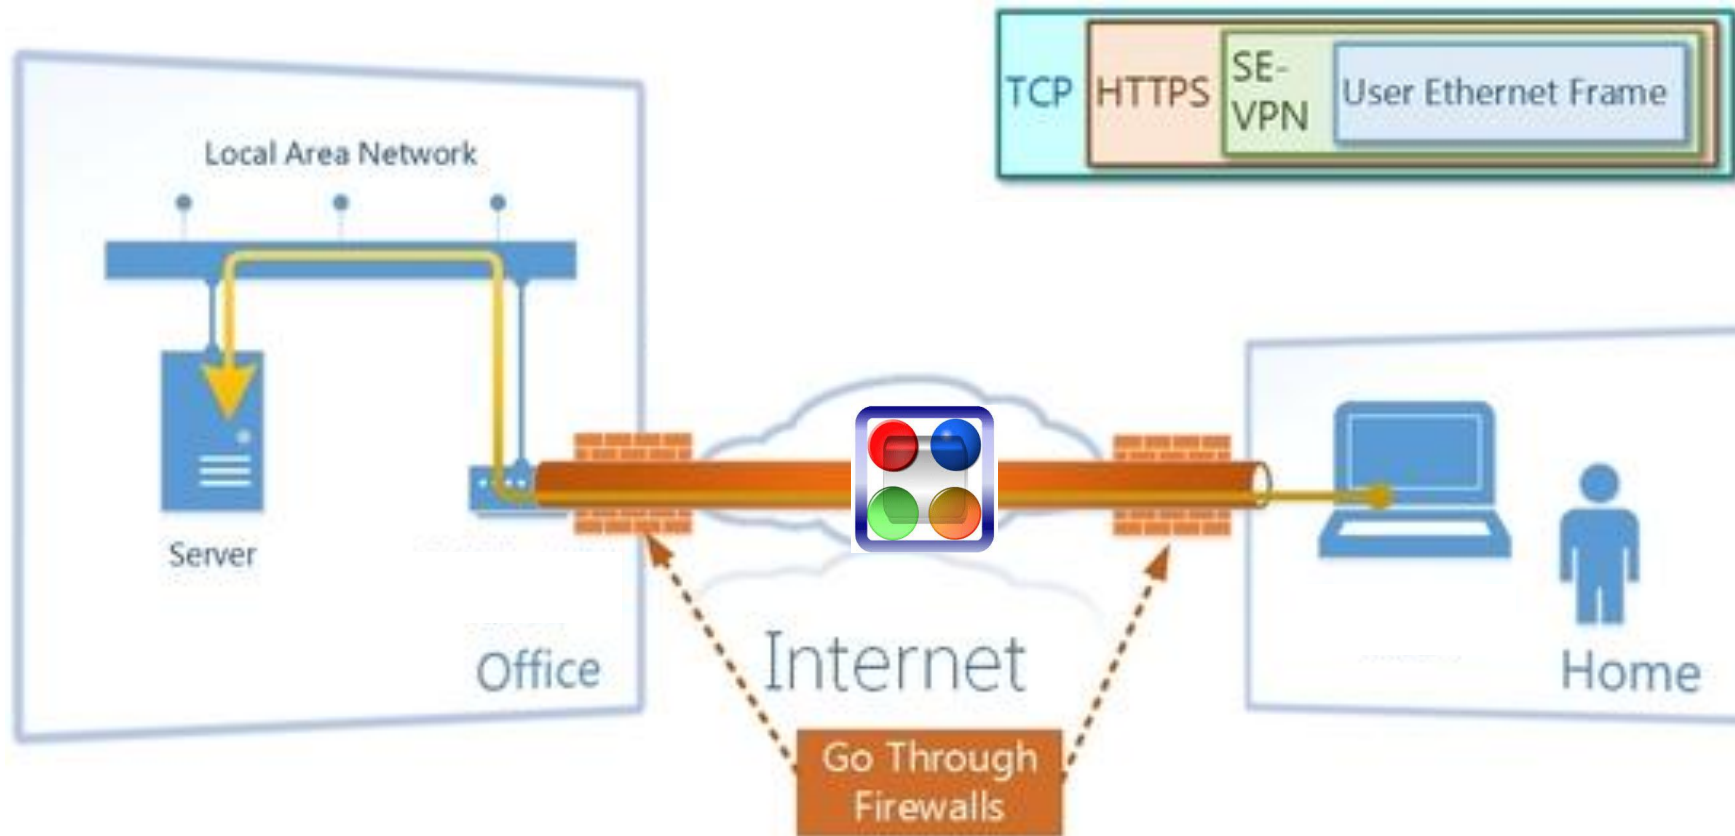 TCP
HTTPS
SE-
VPN
User Ethernet Frame
Local Area Network
Server
Office
Internet
Home
Go Through
Firewalls